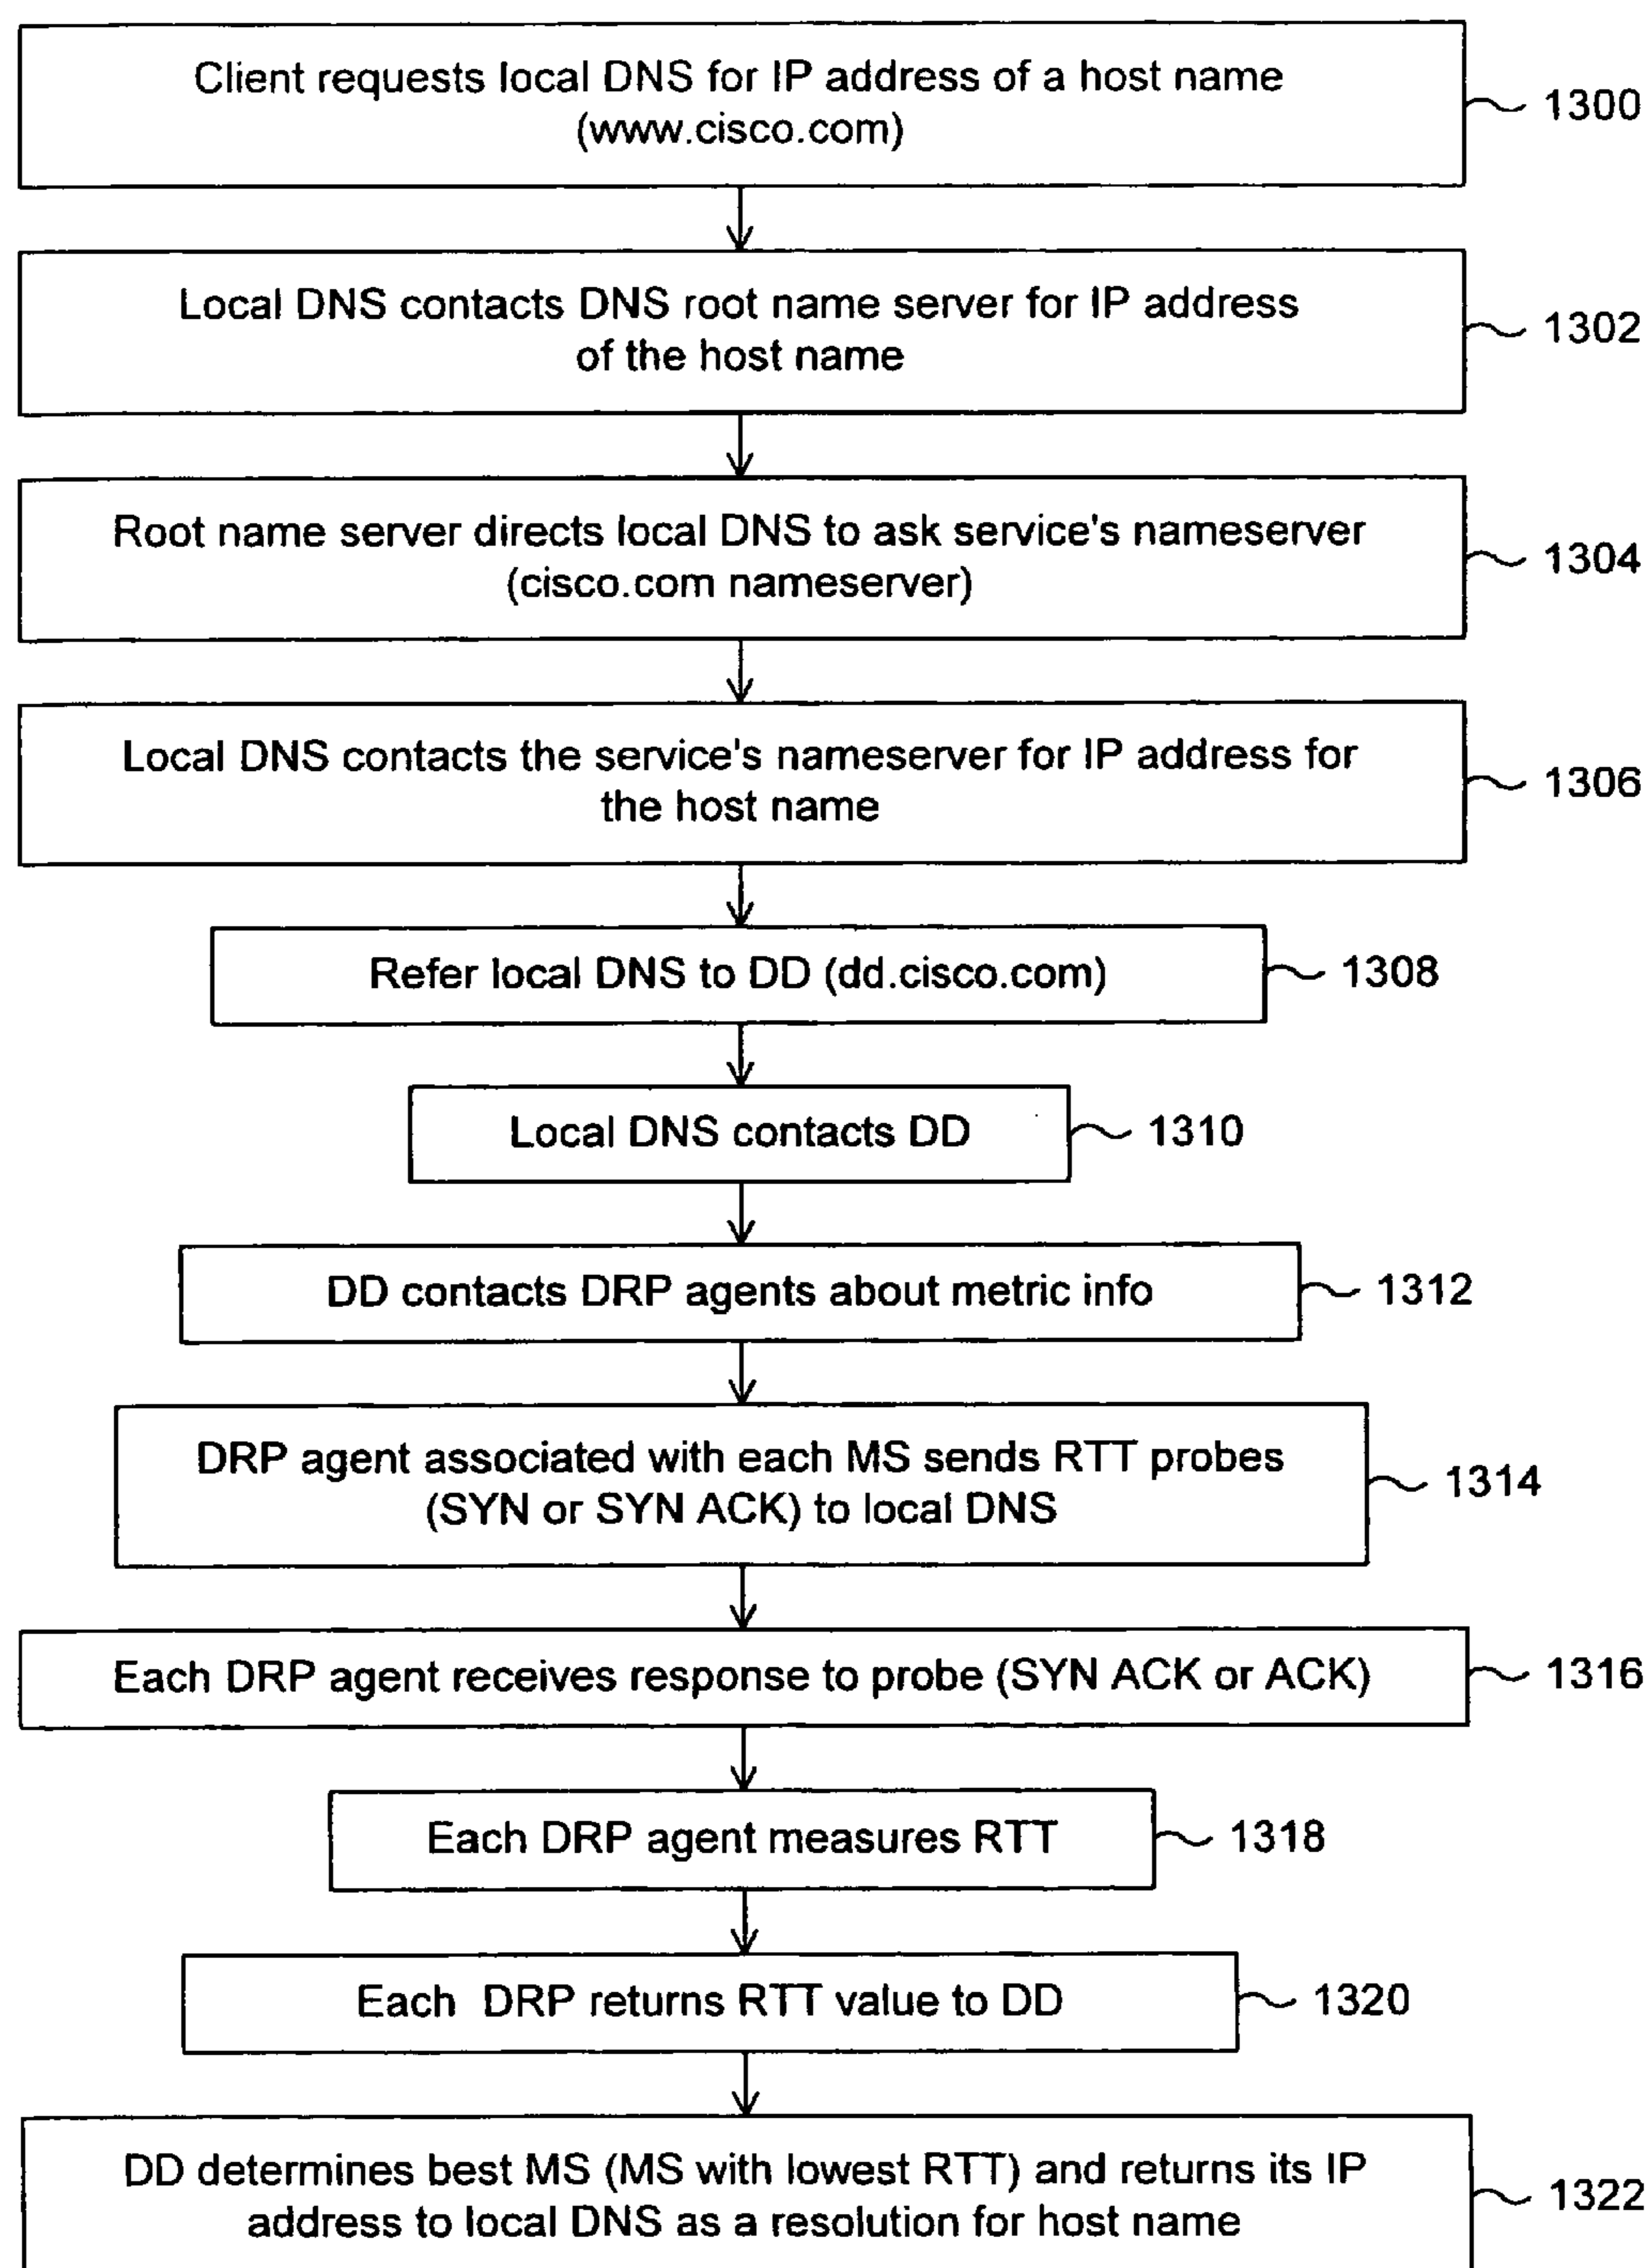 Client requests local DNS for IP address of a host name
(www.cisco.com)
1300
Local DNS contacts DNS root name server for IP address
of the host name
1302
Root name server directs local DNS to ask service's nameserver
(cisco.com nameserver)
1304
Local DNS contacts the service's nameserver for IP address for
the host name
1306
Refer local DNS to DD (dd.cisco.com)
1308
Local DNS contacts DD
1310
DD contacts DRP agents about metric info
1312
DRP agent associated with each MS sends RTT probes
(SYN or SYN ACK) to local DNS
1314
Each DRP agent receives response to probe (SYN ACK or ACK)
1316
Each DRP agent measures RTT
1318
Each DRP returns RTT value to DD
1320
DD determines best MS (MS with lowest RTT) and returns its IP
address to local DNS as a resolution for host name
1322